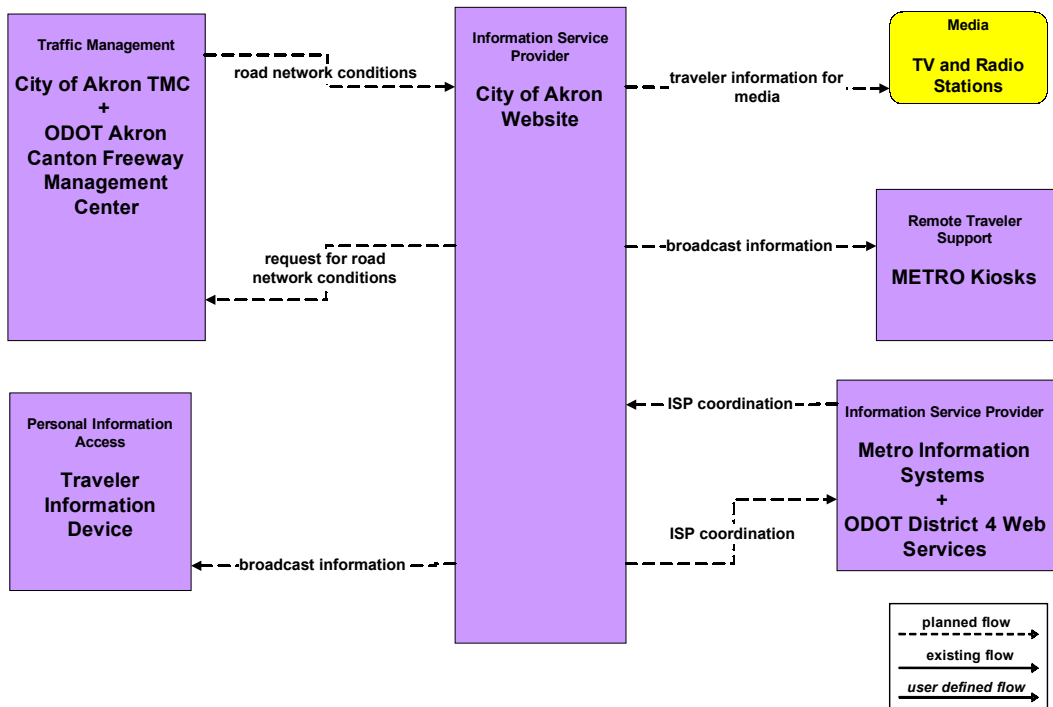 Traffic Management
City of Akron TMC
+
ODOT Akron
Canton Freeway
Management
Center
road network conditions
Information Service
Provider
City of Akron
Website
traveler information for
media
Media
TV and Radio
Stations
request for road
network conditions
broadcast information
Remote Traveler
Support
METRO Kiosks
Personal Information
Access
Traveler
Information
Device
broadcast information
ISP coordination
ISP coordination
Information Service Provider
Metro Information
Systems
+
ODOT District 4 Web
Services
planned flow
existing flow
user defined flow